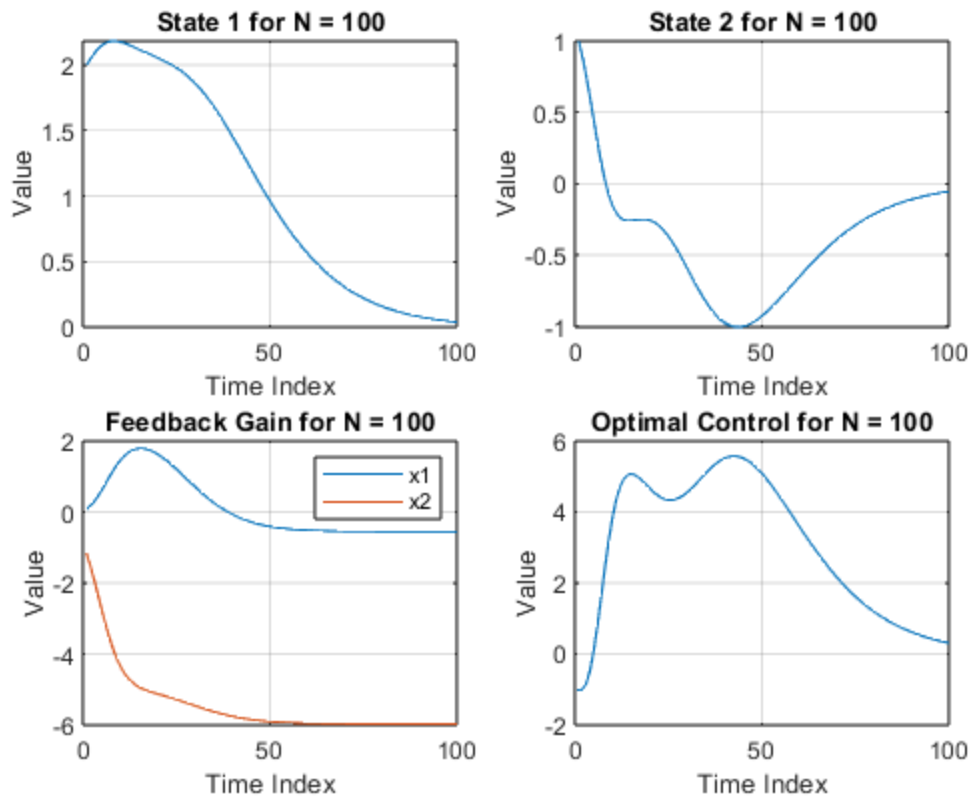 State 1 for N = 100
2
1.5
1
0.5
0
Value
0
50
100
Time Index
State 2 for N = 100
1
0.5
0
-0.5
-1
Value
0
50
100
Time Index
Feedback Gain for N = 100
2
0
-2
-4
-6
Value
x1
x2
0
50
100
Time Index
Optimal Control for N = 100
6
4
2
0
-2
Value
0
50
100
Time Index